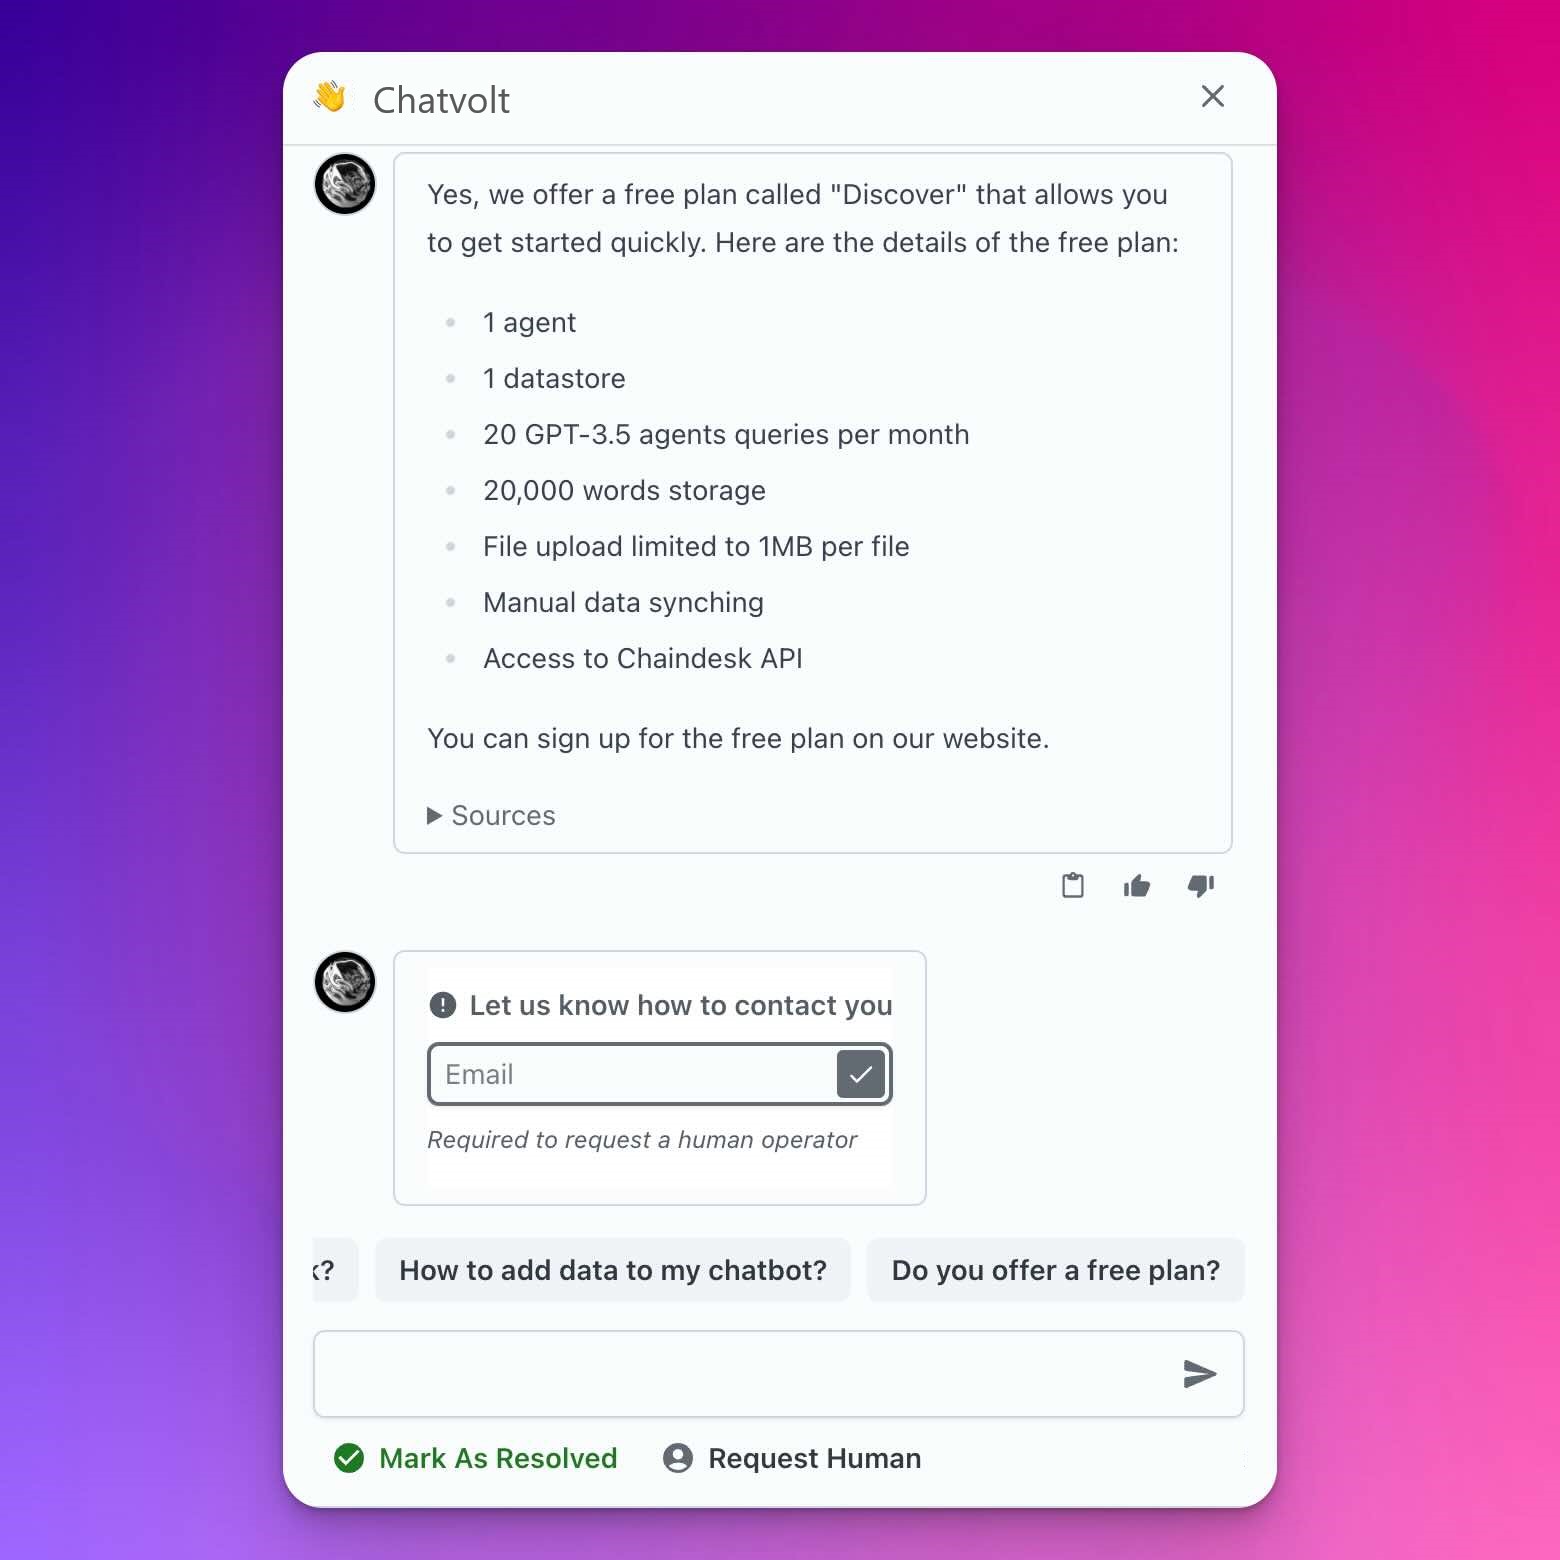 👋 Chatvolt
Yes, we offer a free plan called "Discover" that allows you
to get started quickly. Here are the details of the free plan:
1 agent
1 datastore
20 GPT-3.5 agents queries per month
20,000 words storage
File upload limited to 1MB per file
Manual data synching
Access to Chaindesk API
You can sign up for the free plan on our website.
Sources
Let us know how to contact you
Email
Required to request a human operator
?
How to add data to my chatbot?
Do you offer a free plan?
Mark As Resolved
Request Human